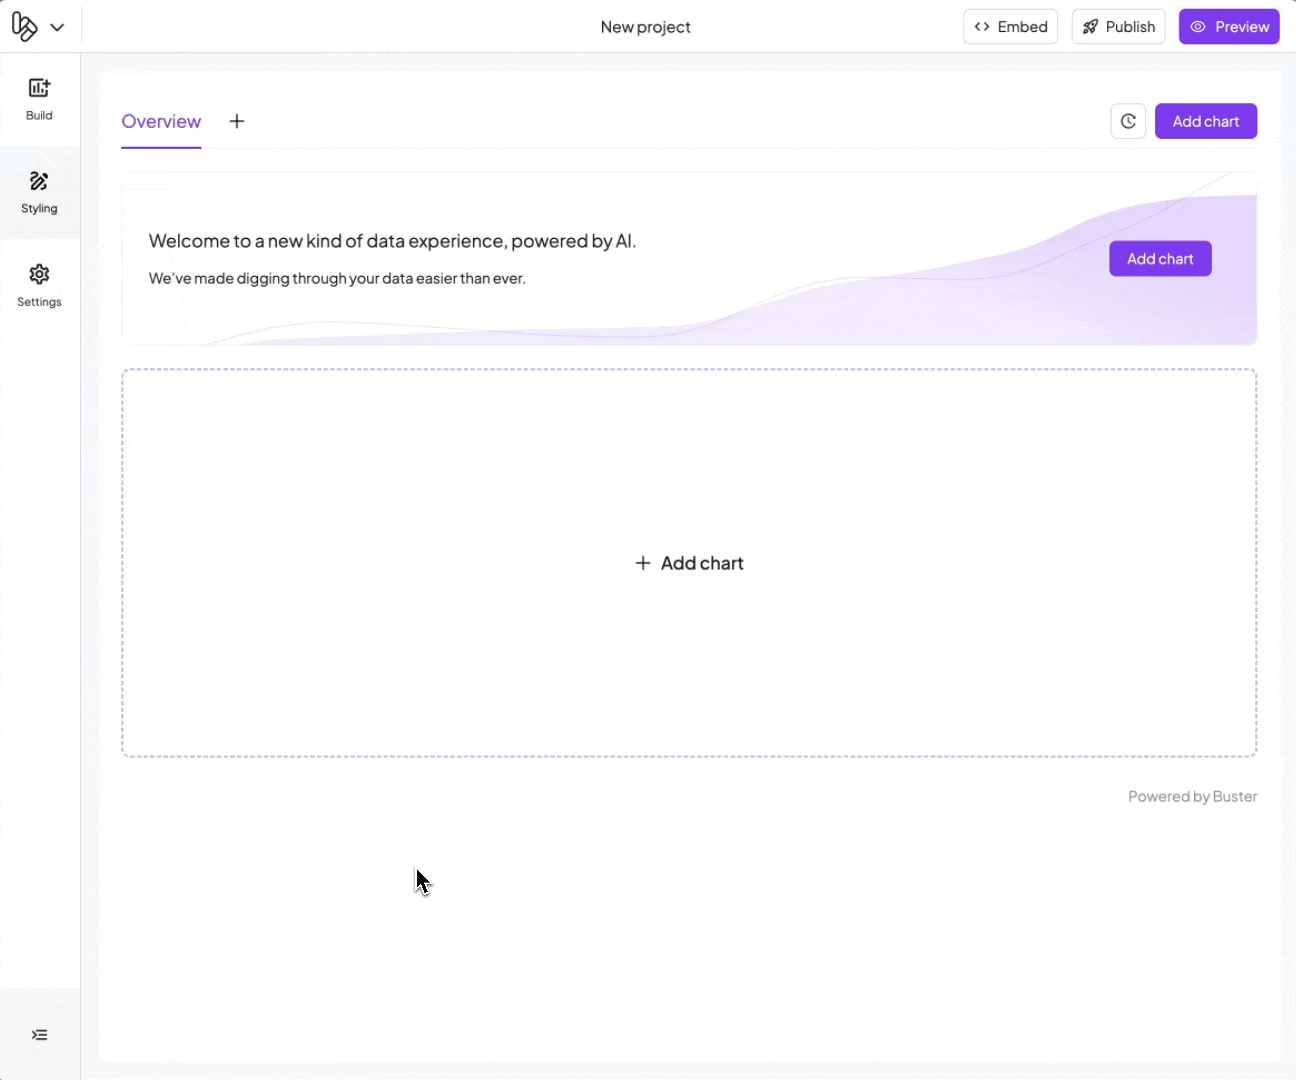 New project
Embed
Publish
Preview
Build
Styling
Settings
Overview
Add chart
Welcome to a new kind of data experience, powered by AI.
We've made digging through your data easier than ever.
Add chart
Add chart
Powered by Buster